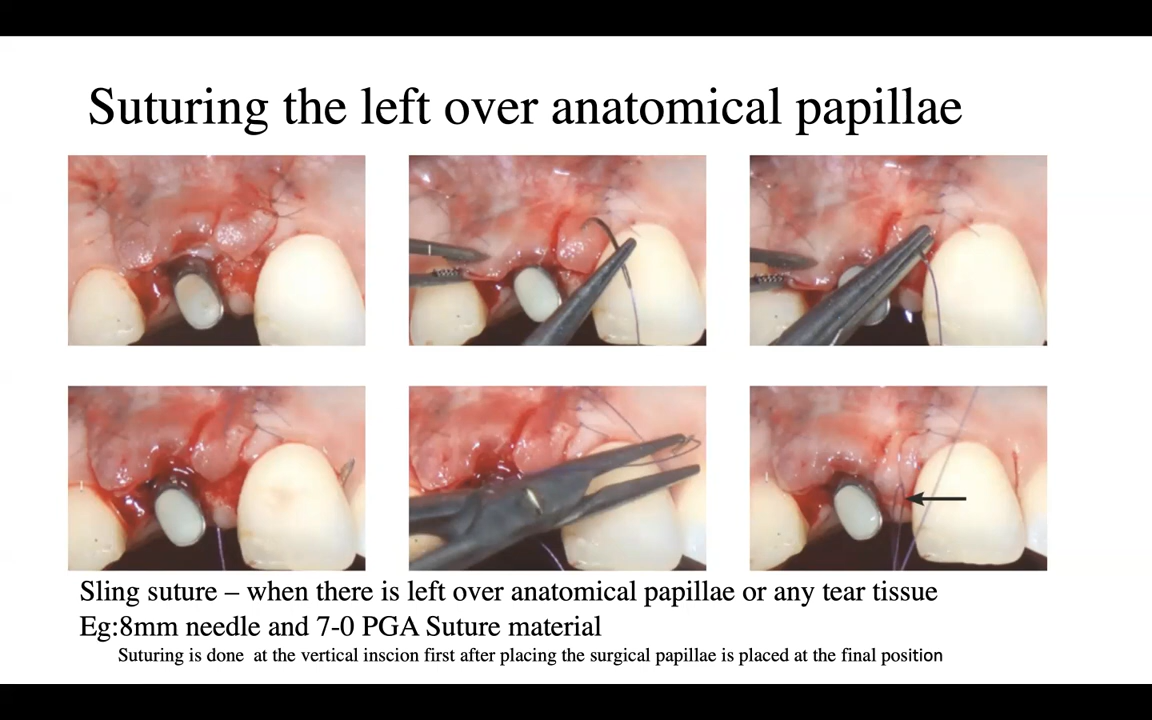 Suturing the left over anatomical papillae
Sling suture – when there is left over anatomical papillae or any tear tissue
Eg:8mm needle and 7-0 PGA Suture material
Suturing is done at the vertical inscion first after placing the surgical papillae is placed at the final position